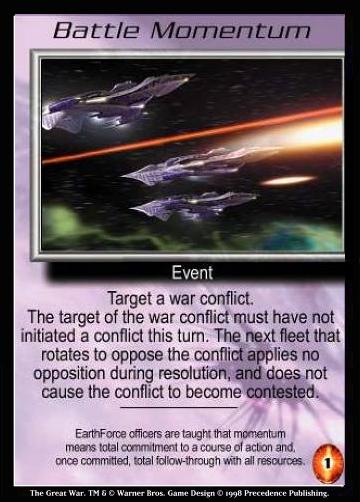 Battle Momentum
Event
Target a war conflict.
The target of the war conflict must have not
initiated a conflict this turn. The next fleet that
rotates to oppose the conflict applies no
opposition during resolution, and does not
cause the conflict to become contested.
EarthForce officers are taught that momentum
means total commitment to a course of action and,
once committed, total follow-through with all resources.
1
The Great War. TM & © Warner Bros. Game Design © 1998 Precedence Publishing.